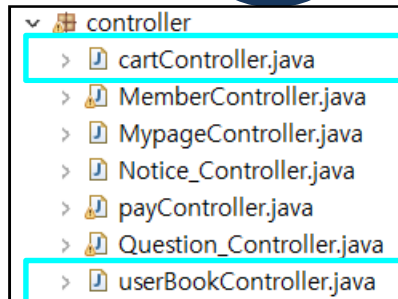 controller
cartController.java
MemberController.java
MypageController.java
Notice_Controller.java
payController.java
Question_Controller.java
userBookController.java